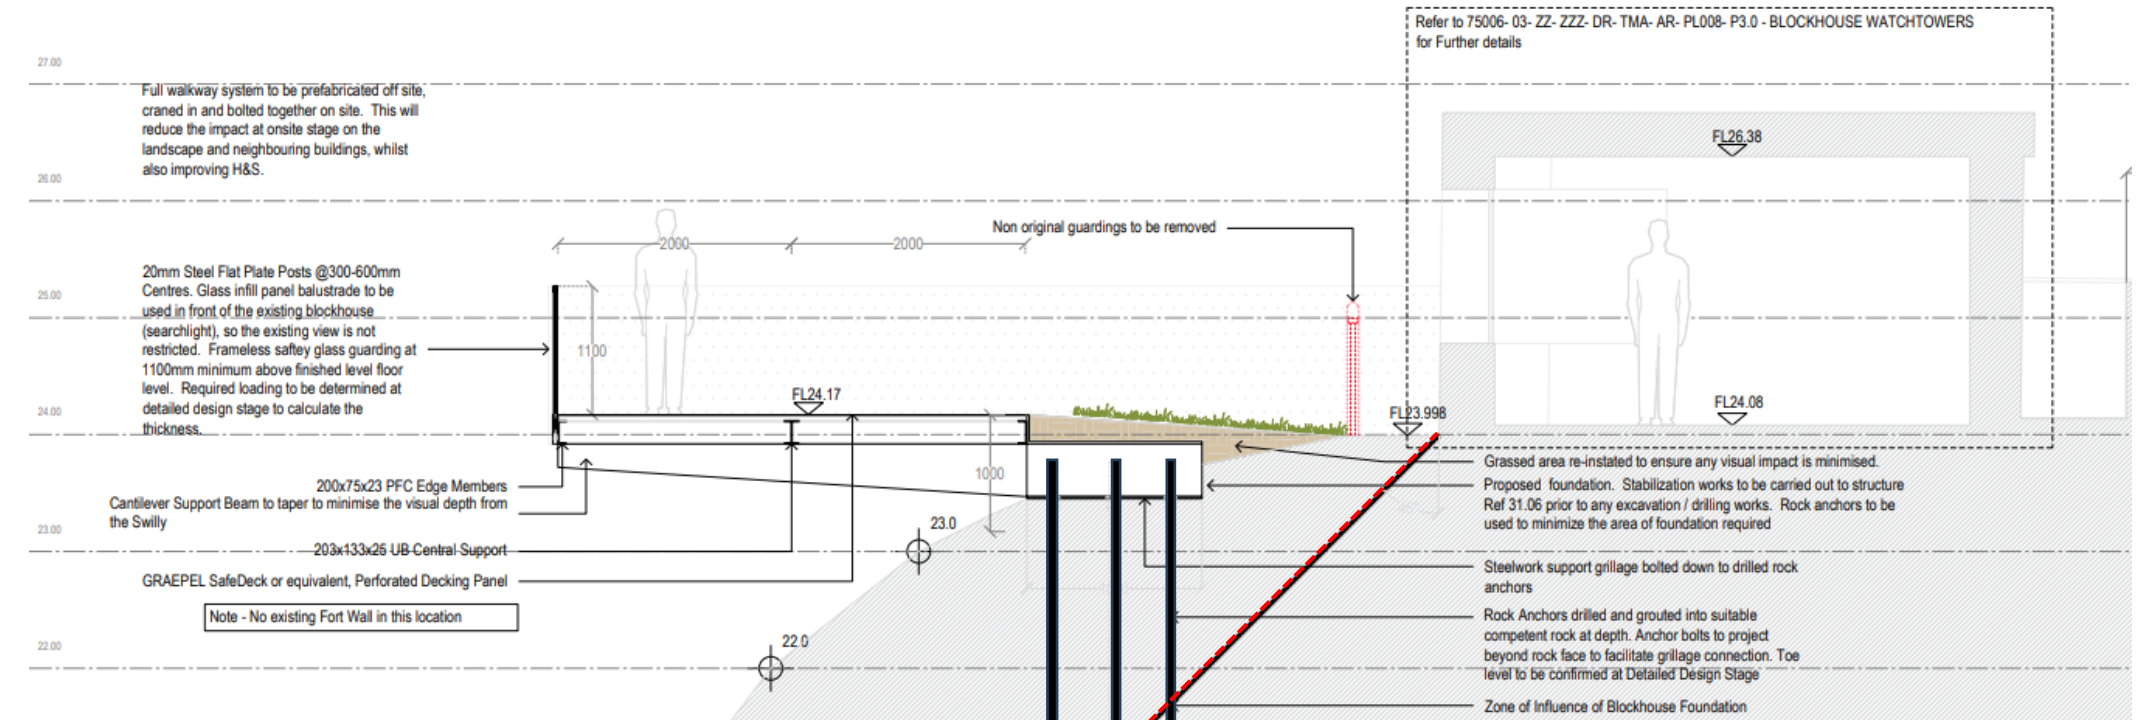 Refer to 75006- 03- ZZ- ZZZ- DR- TMA- AR- PL008- P3.0 - BLOCKHOUSE WATCHTOWERS
for Further details
27.00
Full walkway system to be prefabricated off site,
craned in and bolted together on site. This will
reduce the impact at onsite stage on the
landscape and neighbouring buildings, whilst
also improving H&S.
FL26.38
26.00
Non original guardings to be removed
2000
2000
20mm Steel Flat Plate Posts @300-600mm
Centres. Glass infill panel balustrade to be
used in front of the existing blockhouse
(searchlight), so the existing view is not
restricted. Frameless saftey glass guarding at
1100mm minimum above finished level floor
level. Required loading to be determined at
detailed design stage to calculate the
thickness.
25.00
1100
FL24.17
24.00
FL23.998
FL24.08
1000
200x75x23 PFC Edge Members
Cantilever Support Beam to taper to minimise the visual depth from
the Swilly
203x133x25 UB Central Support
GRAEPEL SafeDeck or equivalent, Perforated Decking Panel
Note - No existing Fort Wall in this location
23.00
23.0
22.00
22.0
45°
Grassed area re-instated to ensure any visual impact is minimised.
Proposed foundation. Stabilization works to be carried out to structure
Ref 31.06 prior to any excavation / drilling works. Rock anchors to be
used to minimize the area of foundation required
Steelwork support grillage bolted down to drilled rock
anchors
Rock Anchors drilled and grouted into suitable
competent rock at depth. Anchor bolts to project
beyond rock face to facilitate grillage connection. Toe
level to be confirmed at Detailed Design Stage
Zone of Influence of Blockhouse Foundation